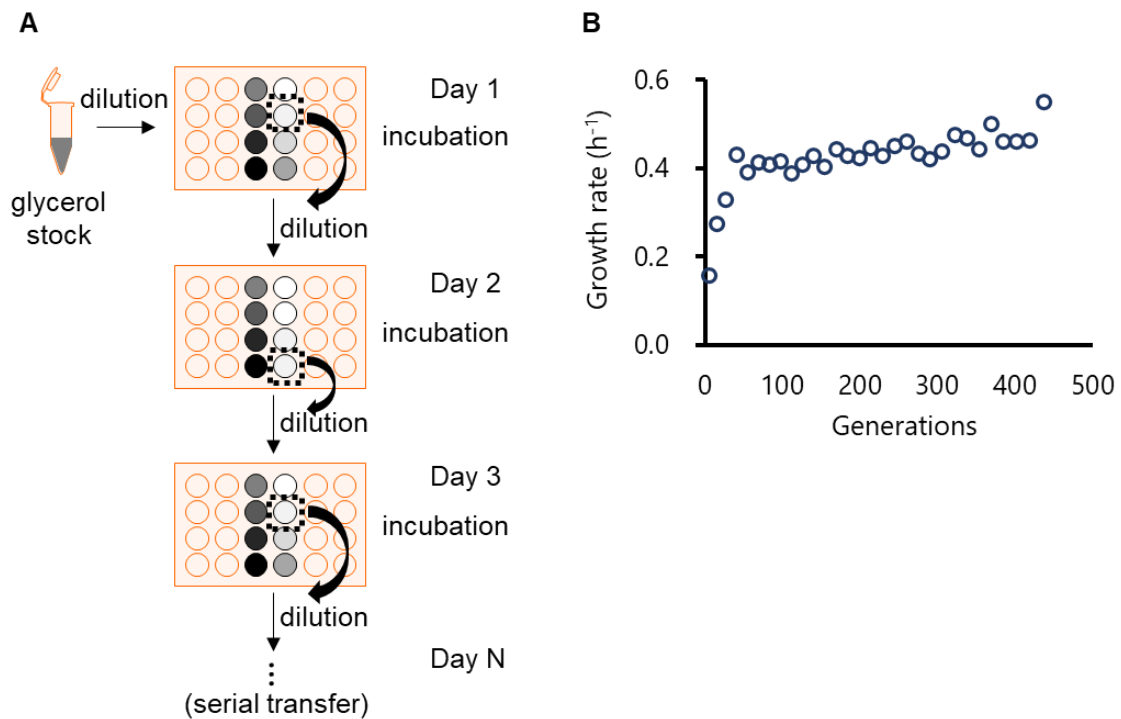 A
dilution
glycerol
stock
Day 1
incubation
dilution
Day 2
incubation
dilution
Day 3
incubation
dilution
Day N
(serial transfer)
B
Growth rate (h⁻¹)
0.6
0.4
0.2
0.0
0 100 200 300 400 500
Generations